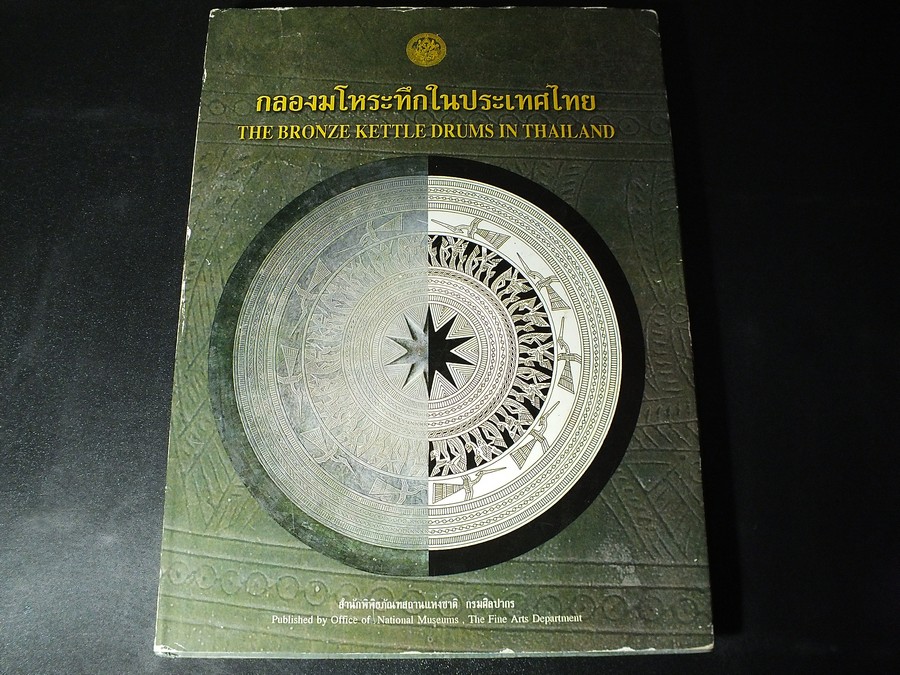 กลองมโหระทึกในประเทศไทย
THE BRONZE KETTLE DRUMS IN THAILAND
สำนักพิพิธภัณฑสถานแห่งชาติ กรมศิลปากร
Published by Office of National Museums . The Fine Arts Department